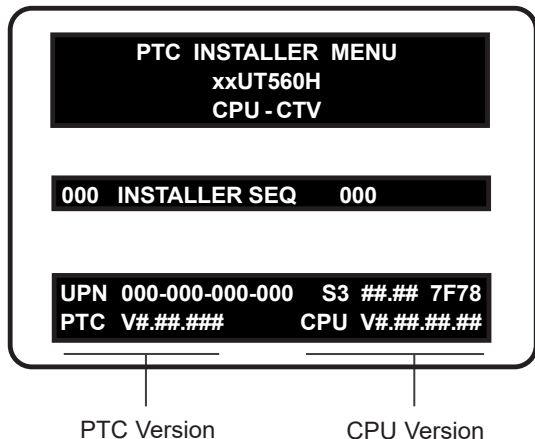 PTC INSTALLER MENU
xxUT560H
CPU - CTV
000 INSTALLER SEQ 000
UPN 000-000-000-000 S3 ##.## 7F78
PTC V#.##.### CPU V#.##.##.##
PTC Version CPU Version